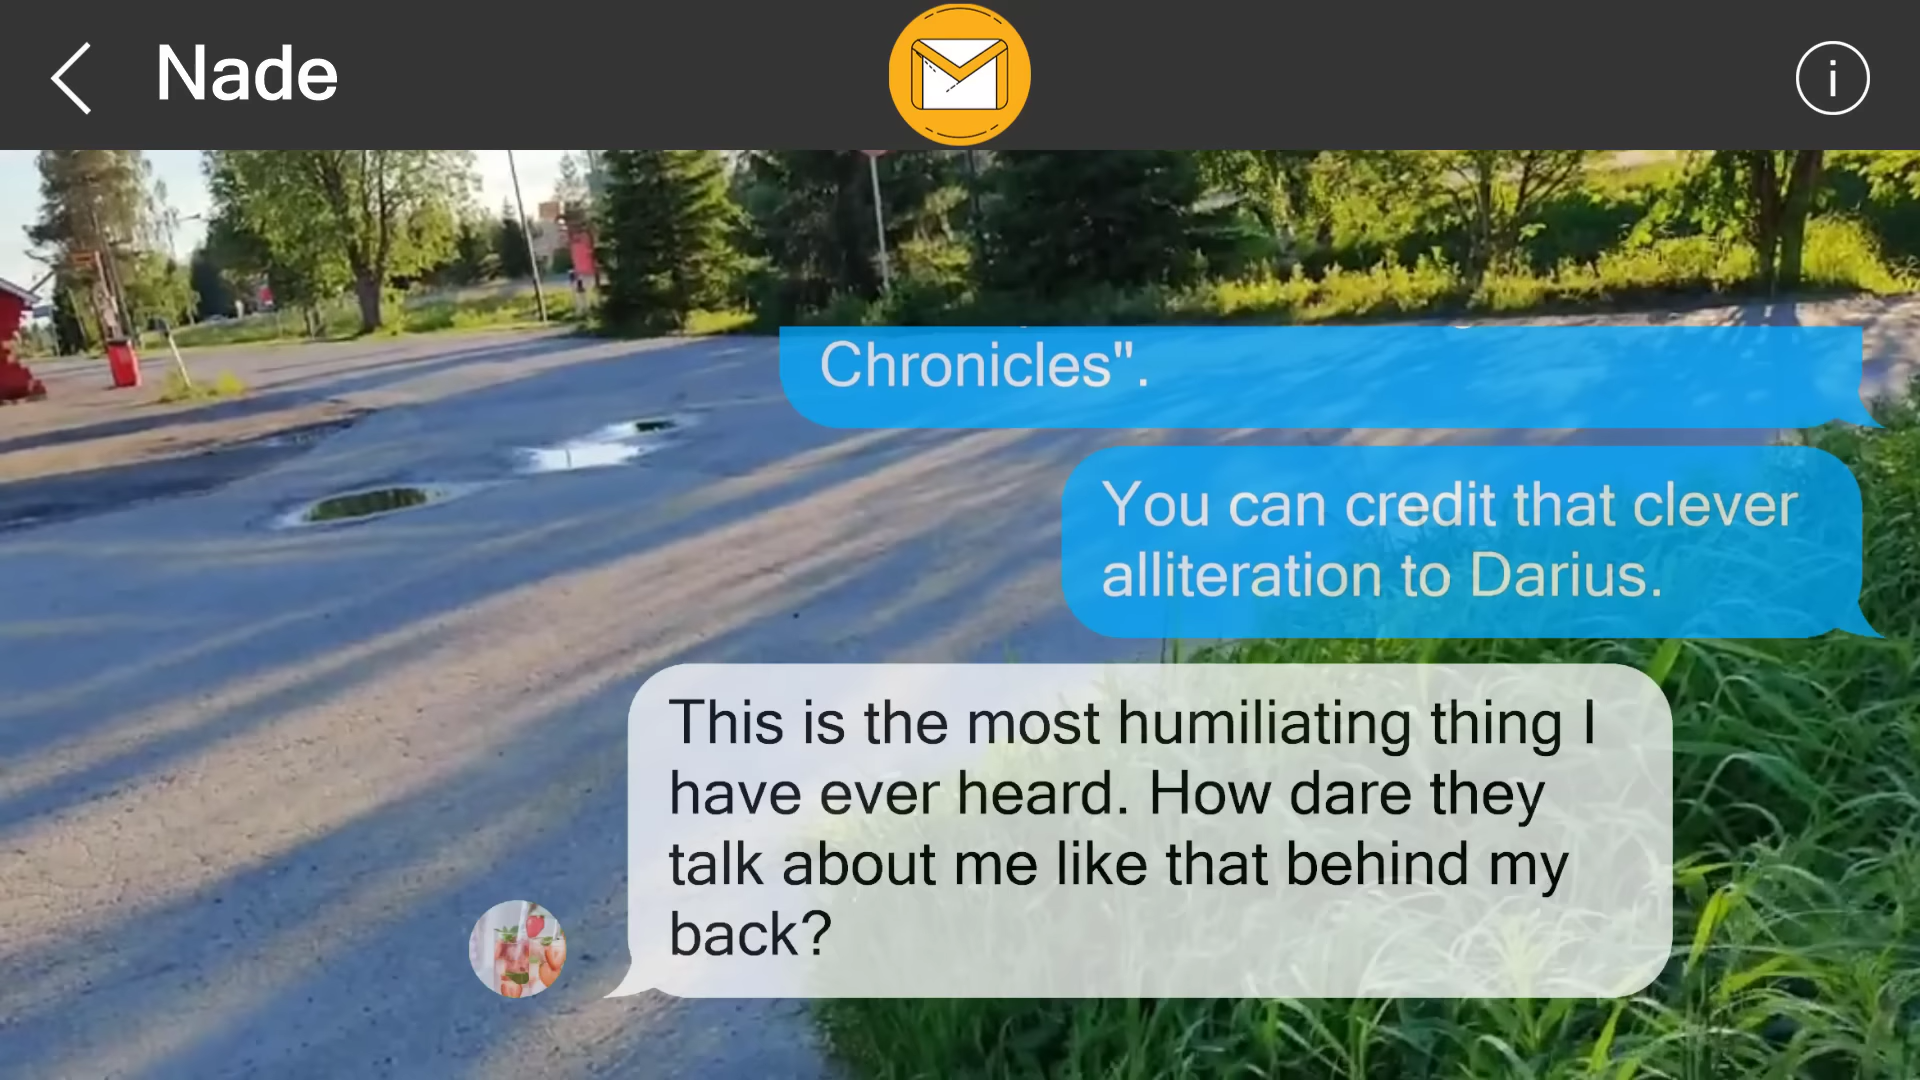 Nade
i
Chronicles".
You can credit that clever
alliteration to Darius.
This is the most humiliating thing I
have ever heard. How dare they
talk about me like that behind my
back?